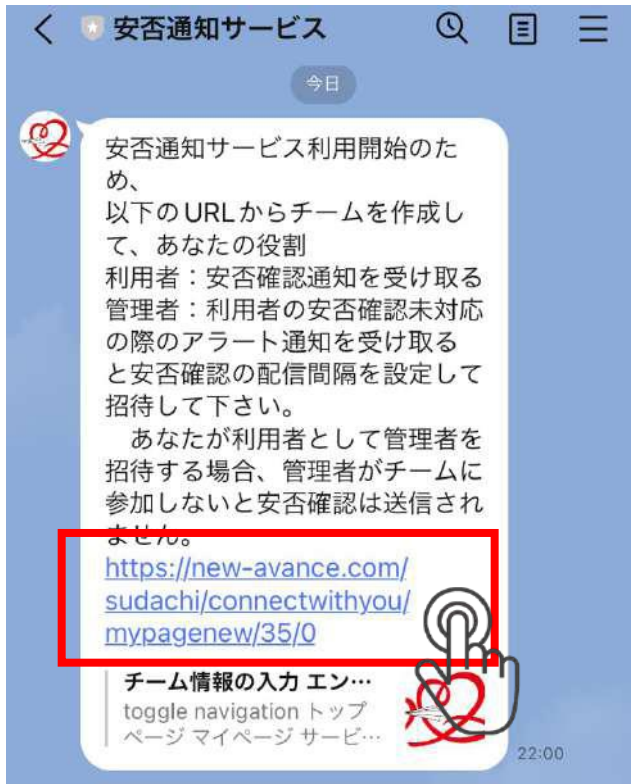 安否通知サービス
今日
安否通知サービス利用開始のた
め、
以下のURLからチームを作成し
て、あなたの役割
利用者：安否確認通知を受け取る
管理者：利用者の安否確認未対応
の際のアラート通知を受け取る
と安否確認の配信間隔を設定して
招待して下さい。
　あなたが利用者として管理者を
招待する場合、管理者がチームに
参加しないと安否確認は送信され
ません。
https://new-avance.com/
sudachi/connectwithyou/
mypagenew/35/0
チーム情報の入力 エン…
toggle navigation トップ
ページ マイページ サービ…
22:00